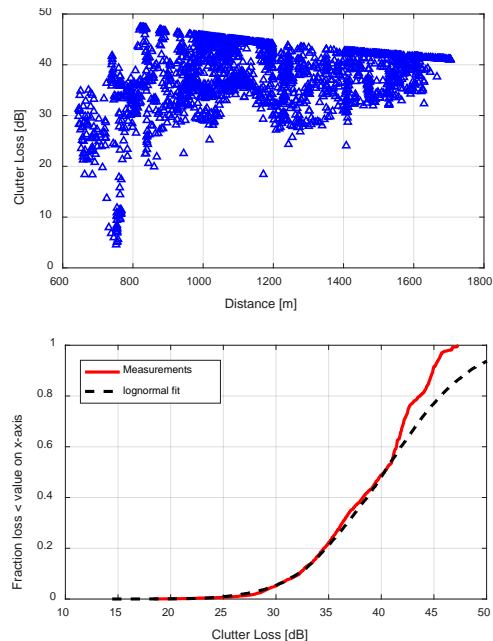 50
40
30
20
10
0
Clutter Loss [dB]
600 800 1000 1200 1400 1600 1800
Distance [m]
1
0.8
0.6
0.4
0.2
0
Fraction loss < value on x-axis
Measurements
lognormal fit
10 15 20 25 30 35 40 45 50
Clutter Loss [dB]